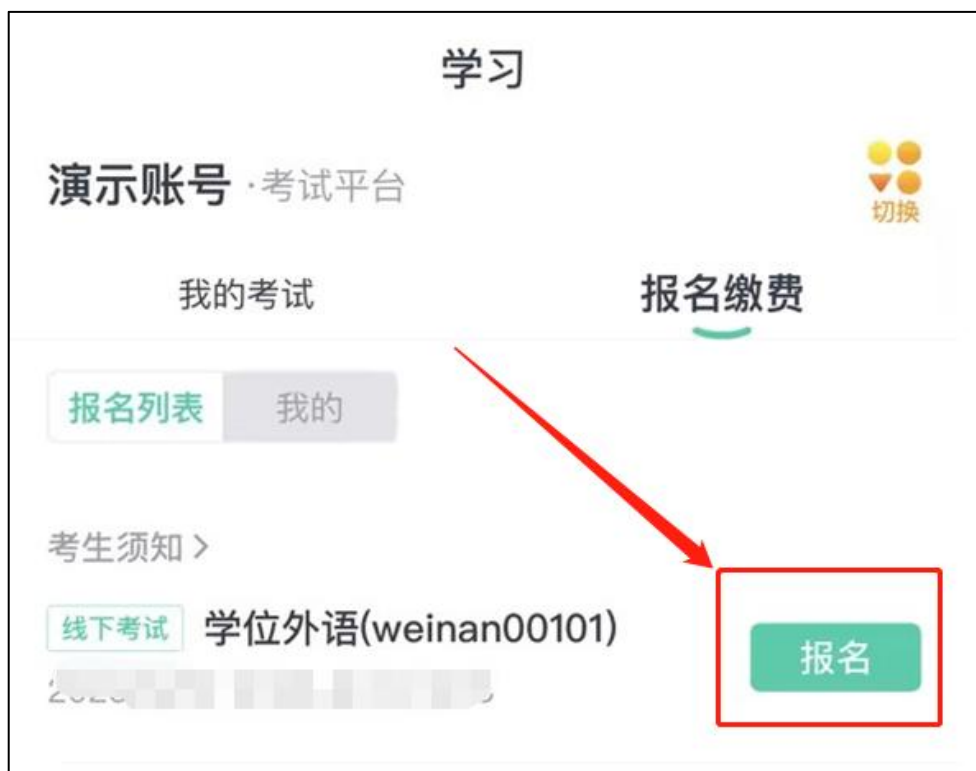 学习
演示账号 ·考试平台
切换
我的考试 报名缴费
报名列表 我的
考生须知 >
线下考试 学位外语(weinan00101)
报名